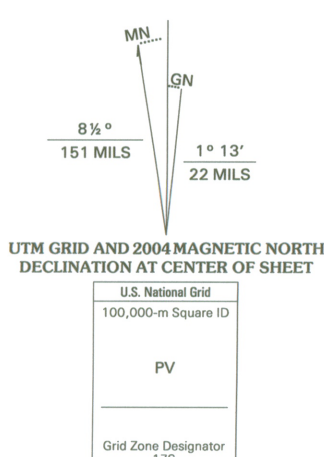 MN
GN
8½°
151 MILS
1° 13′
22 MILS
UTM GRID AND 2004 MAGNETIC NORTH
DECLINATION AT CENTER OF SHEET
U.S. National Grid
100,000-m Square ID
PV
Grid Zone Designator